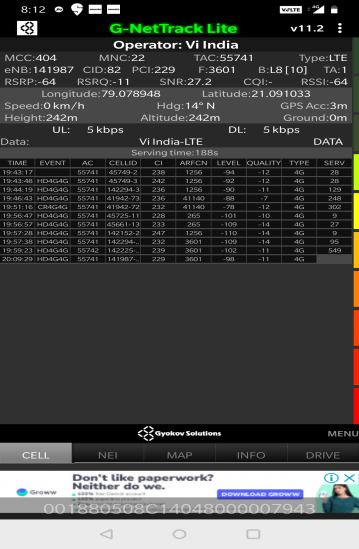 8:12
VoLTE 4G
G-NetTrack Lite v11.2
Operator: Vi India
MCC:404 MNC:22 TAC:55741 Type:LTE
eNB:141987 CID:82 PCI:229 F:3601 B:L8 [10] TA:1
RSRP:-64 RSRQ:-11 SNR:27.2 CQI:- RSSI:-64
Longitude:79.078948 Latitude:21.091033
Speed:0 km/h Hdg:14° N GPS Acc:3m
Height:242m Altitude:242m Ground:0m
UL: 5 kbps DL: 5 kbps
Data: Vi India-LTE DATA
Serving time:188s
TIME EVENT AC CELLID CI ARFCN LEVEL QUALITY TYPE SERV
19:43:17 55741 45749-2 238 1256 -94 -12 4G 28
19:43:48 HD4G4G 55741 45749-3 242 1256 -92 -12 4G 28
19:44:19 HD4G4G 55741 142294-3 236 1256 -90 -11 4G 129
19:46:43 HD4G4G 55741 41942-73 236 41140 -88 -7 4G 248
19:51:16 CR4G4G 55741 41942-72 232 41140 -78 -12 4G 302
19:56:47 HD4G4G 55741 45725-11 228 265 -101 -10 4G 9
19:56:57 HD4G4G 55741 45661-13 233 265 -109 -14 4G 27
19:57:28 HD4G4G 55741 142152-2 247 1256 -110 -14 4G 9
19:57:38 HD4G4G 55741 142294-.. 232 3601 -109 -14 4G 95
19:59:23 HD4G4G 55741 142225-.. 239 3601 -102 -11 4G 549
20:09:29 HD4G4G 55741 141987-.. 229 3601 -98 -11 4G
Gyokov Solutions MENU
CELL NEI MAP INFO DRIVE
Don't like paperwork?
Neither do we.
Groww
DOWNLOAD GROWW
001880508C14048000007943